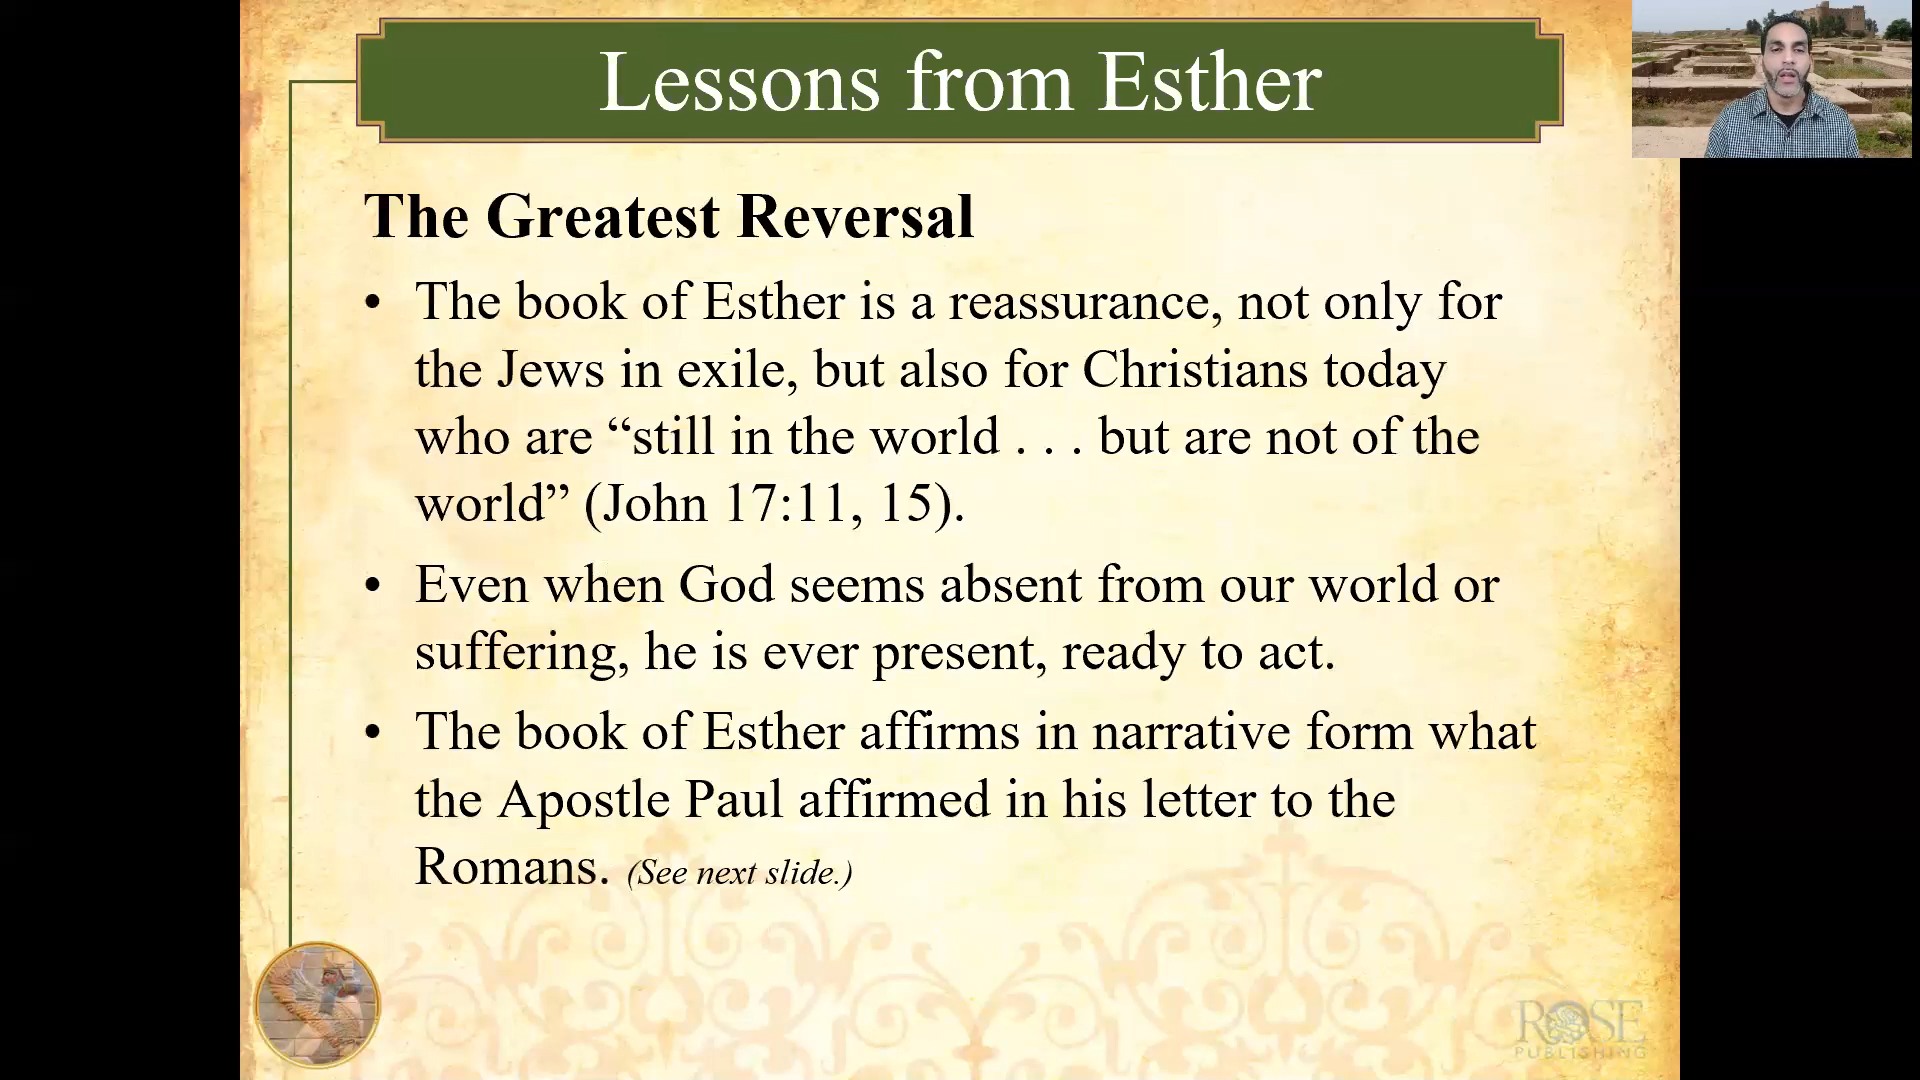 Lessons from Esther
The Greatest Reversal
• The book of Esther is a reassurance, not only for
the Jews in exile, but also for Christians today
who are “still in the world . . . but are not of the
world” (John 17:11, 15).
• Even when God seems absent from our world or
suffering, he is ever present, ready to act.
• The book of Esther affirms in narrative form what
the Apostle Paul affirmed in his letter to the
Romans. (See next slide.)
ROSE
PUBLISHING